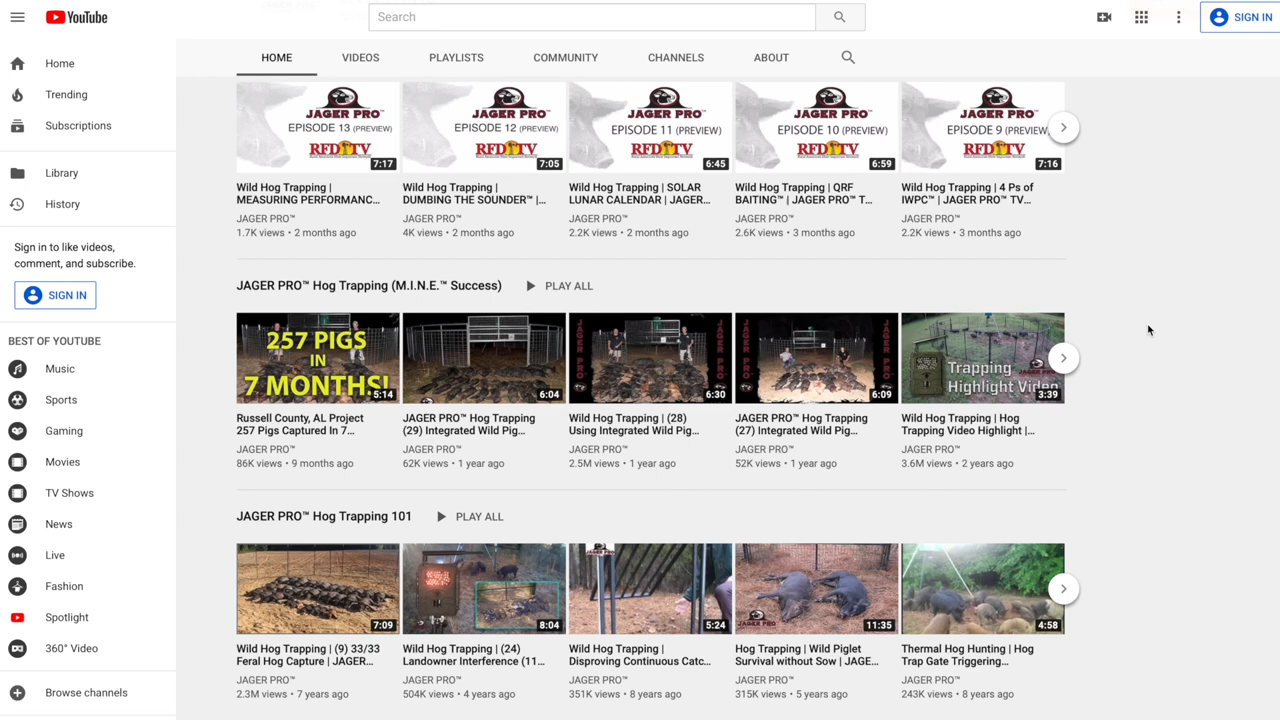 YouTube
Search
SIGN IN
HOME
VIDEOS
PLAYLISTS
COMMUNITY
CHANNELS
ABOUT
Home
Trending
Subscriptions
Library
History
Sign in to like videos,
comment, and subscribe.
SIGN IN
BEST OF YOUTUBE
Music
Sports
Gaming
Movies
TV Shows
News
Live
Fashion
Spotlight
360° Video
Browse channels
JAGER PRO
EPISODE 13 (PREVIEW)
RFD TV
7:17
JAGER PRO
EPISODE 12 (PREVIEW)
RFD TV
7:05
JAGER PRO
EPISODE 11 (PREVIEW)
RFD TV
6:45
JAGER PRO
EPISODE 10 (PREVIEW)
RFD TV
6:59
JAGER PRO
EPISODE 9 (PREVIEW)
RFD TV
7:16
Wild Hog Trapping |
MEASURING PERFORMANC...
JAGER PRO™
1.7K views • 2 months ago
Wild Hog Trapping |
DUMBING THE SOUNDER™ |...
JAGER PRO™
4K views • 2 months ago
Wild Hog Trapping | SOLAR
LUNAR CALENDAR | JAGER...
JAGER PRO™
2.2K views • 2 months ago
Wild Hog Trapping | QRF
BAITING™ | JAGER PRO™ T...
JAGER PRO™
2.6K views • 3 months ago
Wild Hog Trapping | 4 Ps of
IWPC™ | JAGER PRO™ TV...
JAGER PRO™
2.2K views • 3 months ago
JAGER PRO™ Hog Trapping (M.I.N.E.™ Success)
PLAY ALL
257 PIGS
IN
7 MONTHS!
5:14
6:04
JAGER PRO
JAGER PRO
6:30
JAGER PRO
JAGER PRO
6:09
Trapping
Highlight Video
3:39
Russell County, AL Project
257 Pigs Captured In 7...
JAGER PRO™
86K views • 9 months ago
JAGER PRO™ Hog Trapping
(29) Integrated Wild Pig...
JAGER PRO™
62K views • 1 year ago
Wild Hog Trapping | (28)
Using Integrated Wild Pig...
JAGER PRO™
2.5M views • 1 year ago
JAGER PRO™ Hog Trapping
(27) Integrated Wild Pig...
JAGER PRO™
52K views • 1 year ago
Wild Hog Trapping | Hog
Trapping Video Highlight |...
JAGER PRO™
3.6M views • 2 years ago
JAGER PRO™ Hog Trapping 101
PLAY ALL
7:09
8:04
JAGER PRO
5:24
JAGER PRO
11:35
4:58
Wild Hog Trapping | (9) 33/33
Feral Hog Capture | JAGER...
JAGER PRO™
2.3M views • 7 years ago
Wild Hog Trapping | (24)
Landowner Interference (11...
JAGER PRO™
504K views • 4 years ago
Wild Hog Trapping |
Disproving Continuous Catc...
JAGER PRO™
351K views • 8 years ago
Hog Trapping | Wild Piglet
Survival without Sow | JAGE...
JAGER PRO™
315K views • 5 years ago
Thermal Hog Hunting | Hog
Trap Gate Triggering...
JAGER PRO™
243K views • 8 years ago